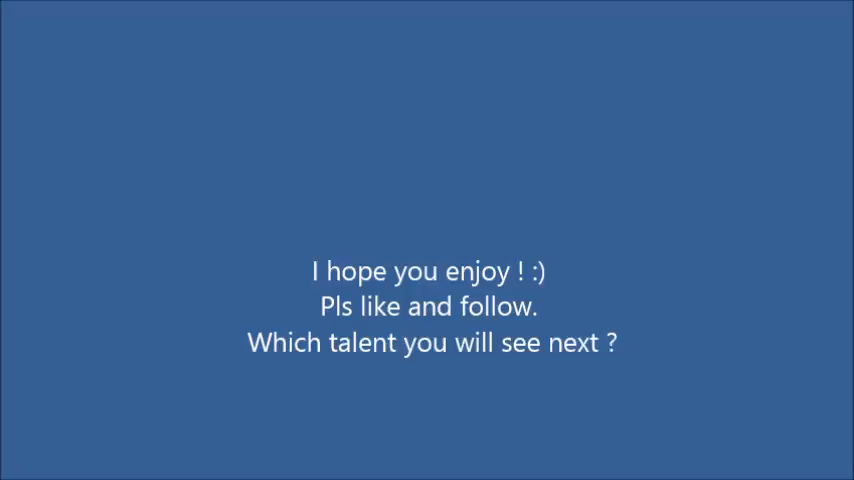 I hope you enjoy ! :)
Pls like and follow.
Which talent you will see next ?